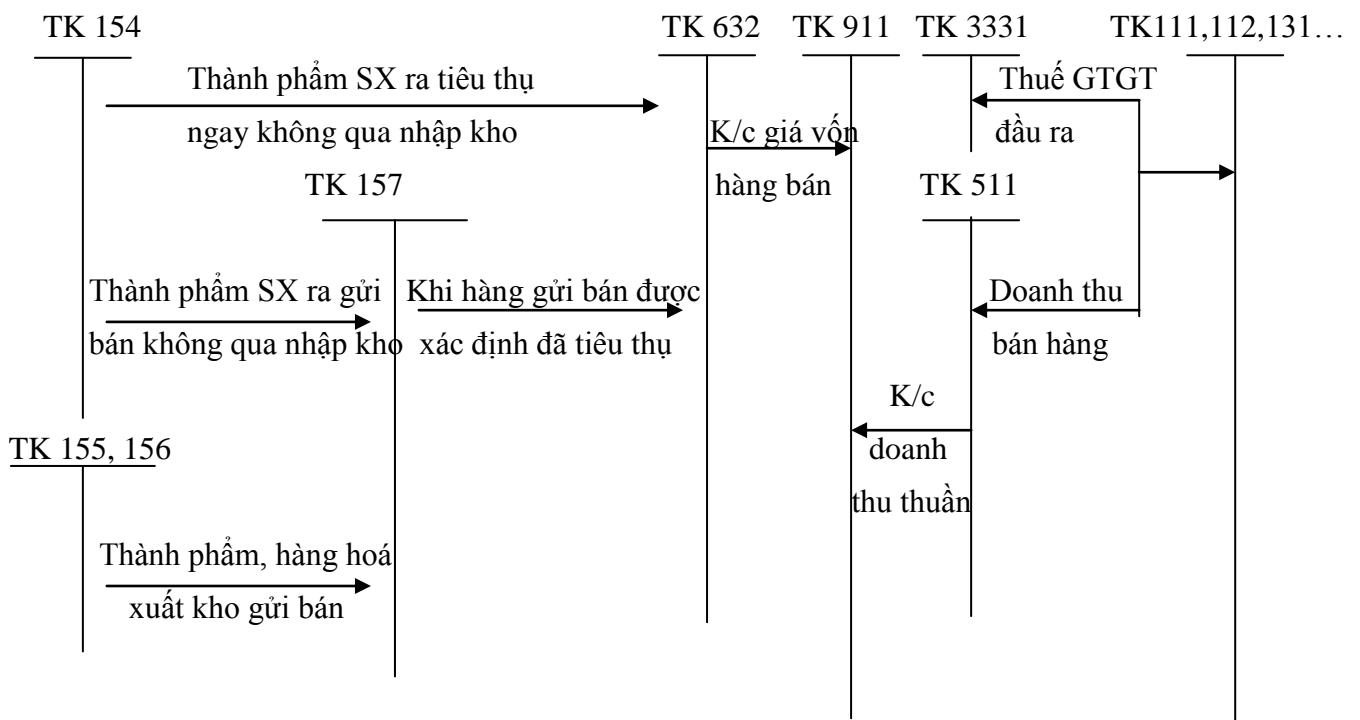 TK 154
TK 632
TK 911
TK 3331
TK111,112,131…
Thành phẩm SX ra tiêu thụ
ngay không qua nhập kho
K/c giá vốn
hàng bán
Thuế GTGT
đầu ra
TK 157
TK 511
Thành phẩm SX ra gửi
bán không qua nhập kho
Khi hàng gửi bán được
xác định đã tiêu thụ
Doanh thu
bán hàng
K/c
doanh
thu thuần
TK 155, 156
Thành phẩm, hàng hoá
xuất kho gửi bán